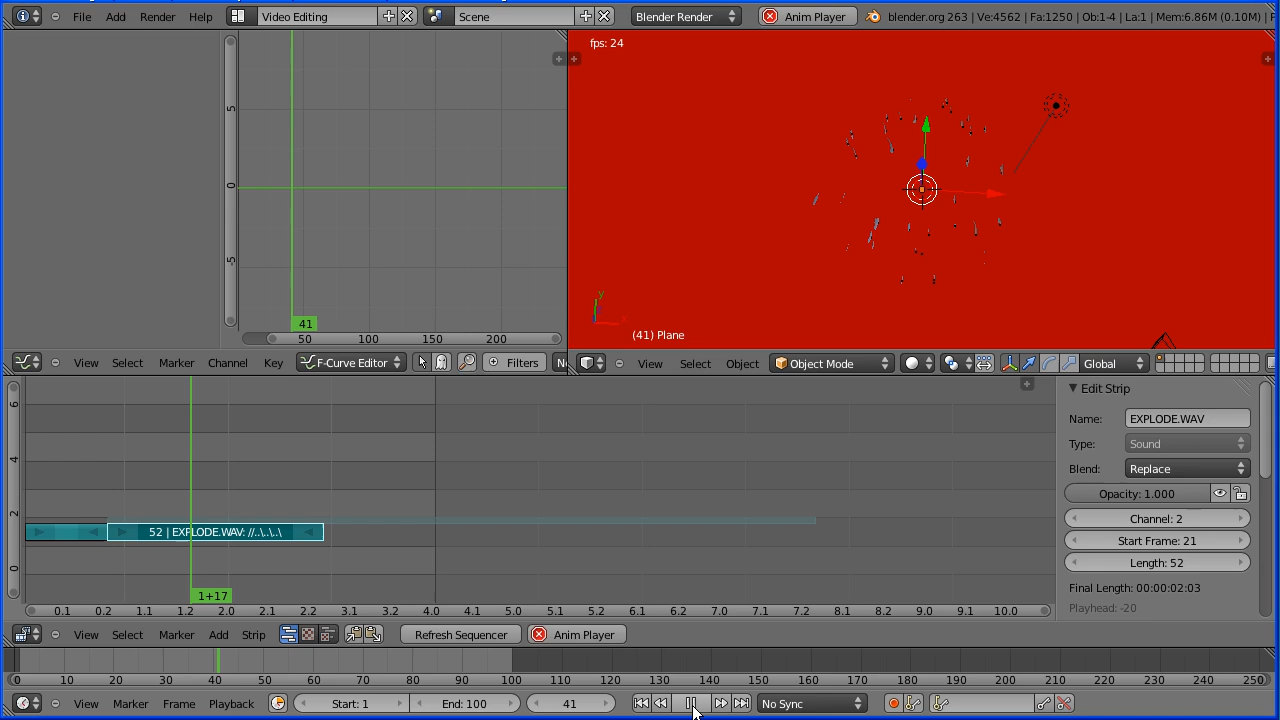 File Add Render Help Video Editing Scene Blender Render Anim Player blender.org 263 | Ve:4562 | Fa:1250 | Ob:1-4 | La:1 | Mem:6.86M (0.10M) |
fps: 24
5
0
-5
41
50 100 150 200
y
(41) Plane
View Select Marker Channel Key F-Curve Editor Filters
View Select Object Object Mode Global
6
4
2
0
52 | EXPLODE.WAV: //..\..\..\
1+17
0.1 0.2 1.1 1.2 2.0 2.1 2.2 3.1 3.2 4.0 4.1 5.0 5.1 5.2 6.1 6.2 7.0 7.1 7.2 8.1 8.2 9.0 9.1 10.0
Edit Strip
Name: EXPLODE.WAV
Type: Sound
Blend: Replace
Opacity: 1.000
Channel: 2
Start Frame: 21
Length: 52
Final Length: 00:00:02:03
Playhead: -20
View Select Marker Add Strip Refresh Sequencer Anim Player
0 10 20 30 40 50 60 70 80 90 100 110 120 130 140 150 160 170 180 190 200 210 220 230 240 250
View Marker Frame Playback Start: 1 End: 100 41 No Sync